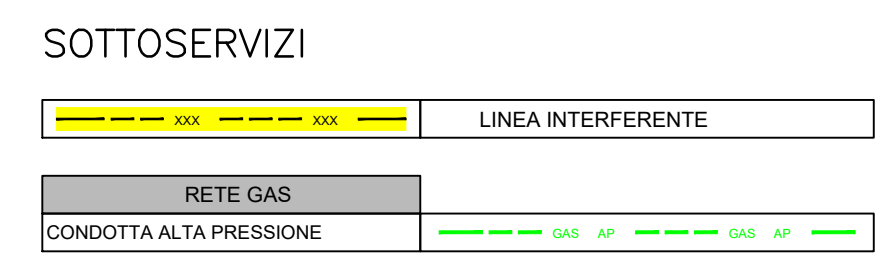 SOTTOSERVIZI
xxx xxx LINEA INTERFERENTE
RETE GAS
CONDOTTA ALTA PRESSIONE GAS AP GAS AP